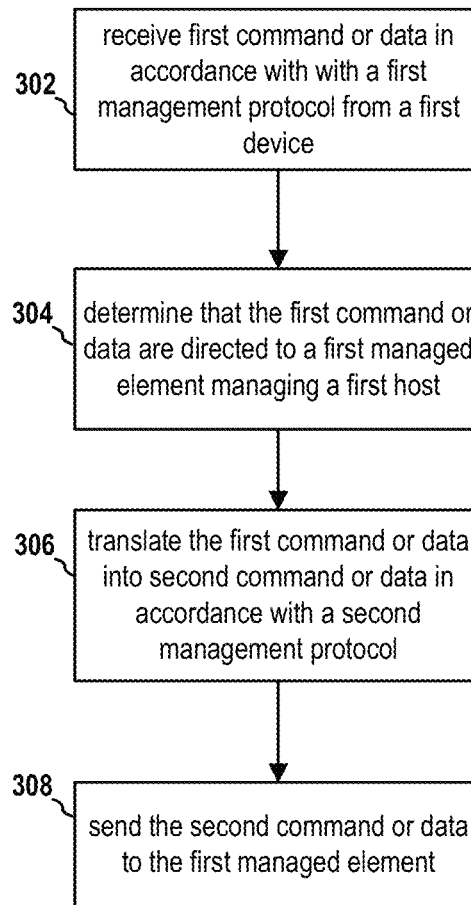 302
receive first command or data in
accordance with with a first
management protocol from a first
device
304
determine that the first command or
data are directed to a first managed
element managing a first host
306
translate the first command or data
into second command or data in
accordance with a second
management protocol
308
send the second command or data
to the first managed element